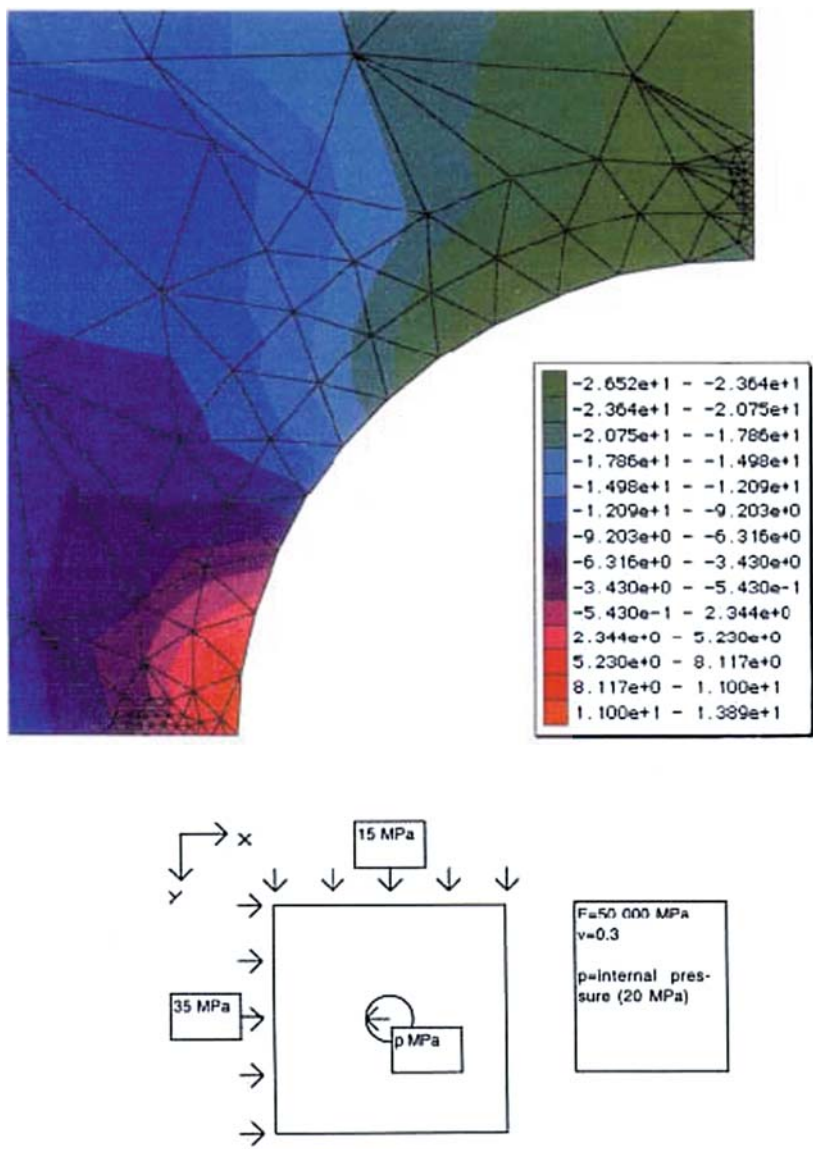 -2.652e+1 - -2.364e+1
-2.364e+1 - -2.075e+1
-2.075e+1 - -1.786e+1
-1.786e+1 - -1.498e+1
-1.498e+1 - -1.209e+1
-1.209e+1 - -9.203e+0
-9.203e+0 - -6.316e+0
-6.316e+0 - -3.430e+0
-3.430e+0 - -5.430e-1
-5.430e-1 - 2.344e+0
2.344e+0 - 5.230e+0
5.230e+0 - 8.117e+0
8.117e+0 - 1.100e+1
1.100e+1 - 1.389e+1
X
Y
15 MPa
35 MPa
p MPa
E=50 000 MPa
v=0.3
p=internal pres-
sure (20 MPa)